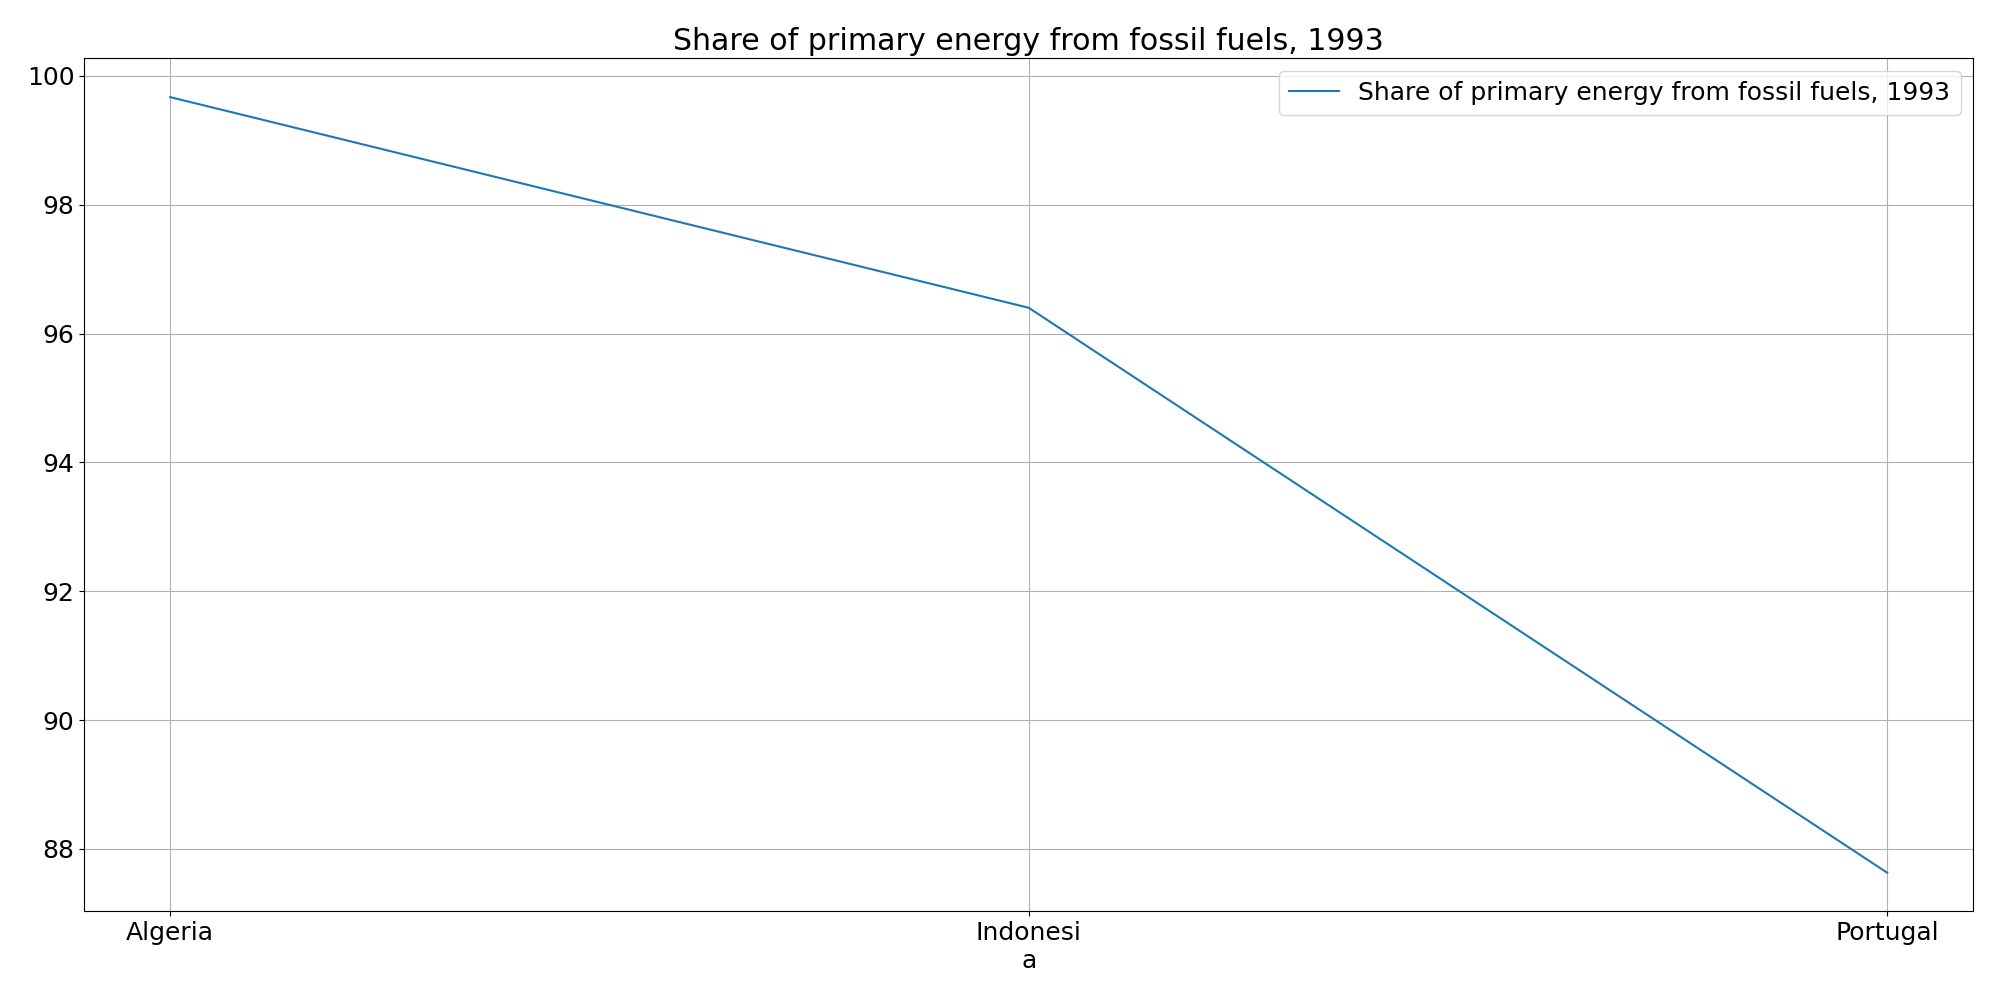 Share of primary energy from fossil fuels, 1993
Share of primary energy from fossil fuels, 1993
100
98
96
94
92
90
88
Algeria
Indonesi
a
Portugal